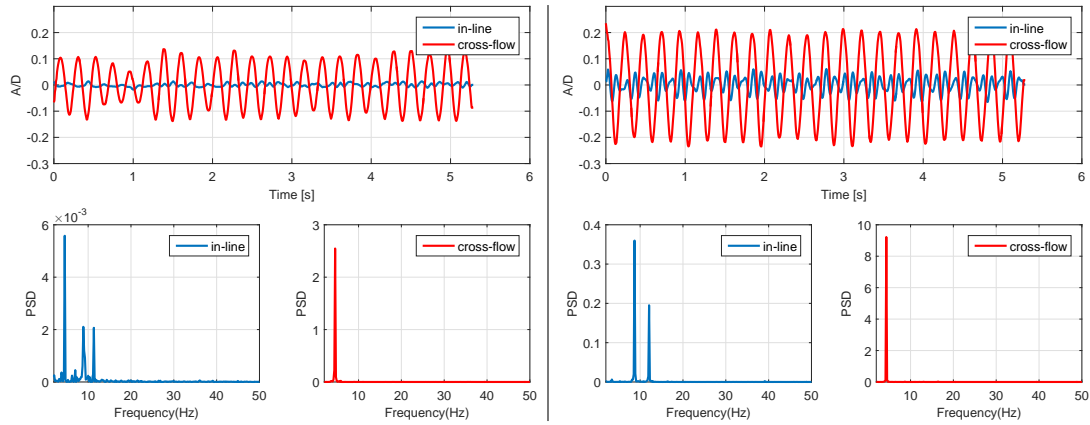 0.2
0.1
0
-0.1
-0.2
-0.3
A/D
in-line
cross-flow
0 1 2 3 4 5 6
Time [s]
0.2
0.1
0
-0.1
-0.2
-0.3
A/D
in-line
cross-flow
0 1 2 3 4 5 6
Time [s]
×10^-3
6
4
2
0
PSD
in-line
10 20 30 40 50
Frequency(Hz)
3
2
1
0
PSD
cross-flow
10 20 30 40 50
Frequency(Hz)
0.4
0.3
0.2
0.1
0
PSD
in-line
10 20 30 40 50
Frequency(Hz)
10
8
6
4
2
0
PSD
cross-flow
10 20 30 40 50
Frequency(Hz)